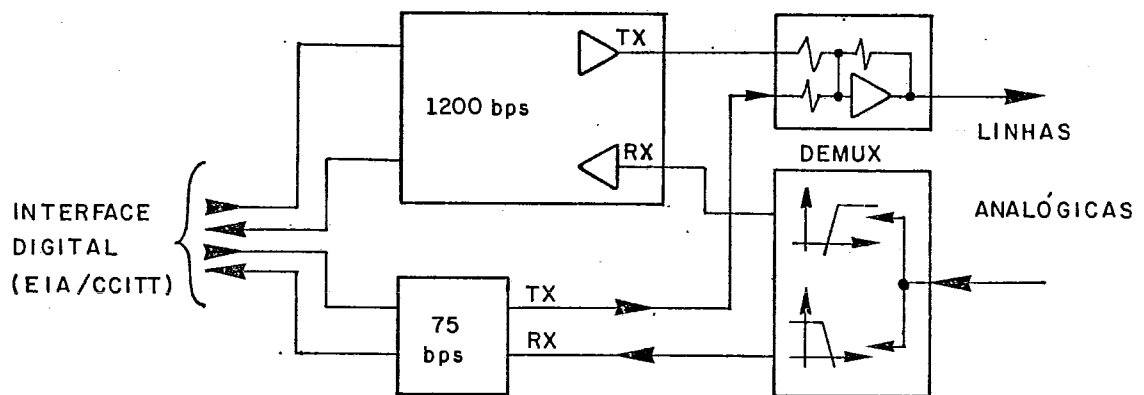 TX
1200 bps
RX
LINHAS
DEMUX
ANALÓGICAS
INTERFACE
DIGITAL
(EIA/CCITT)
TX
75
bps
RX